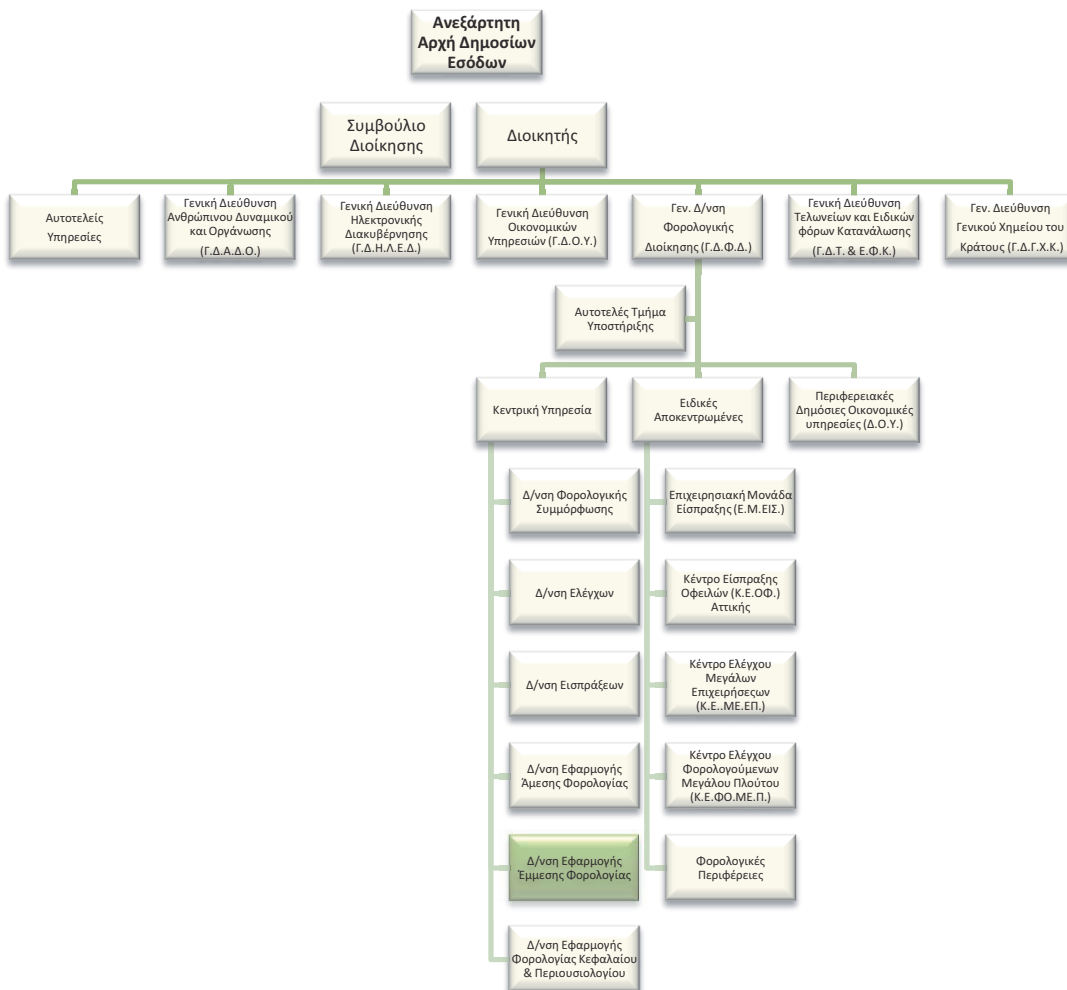 Ανεξάρτητη
Αρχή Δημοσίων
Εσόδων
Συμβούλιο
Διοίκησης
Διοικητής
Αυτοτελείς
Υπηρεσίες
Γενική Διεύθυνση
Ανθρώπινου Δυναμικού
και Οργάνωσης
(Γ.Δ.Α.Δ.Ο.)
Γενική Διεύθυνση
Ηλεκτρονικής
Διακυβέρνησης
(Γ.Δ.Η.Λ.Ε.Δ.)
Γενική Διεύθυνση
Οικονομικών
Υπηρεσιών (Γ.Δ.Ο.Υ.)
Γεν. Δ/νση
Φορολογικής
Διοίκησης (Γ.Δ.Φ.Δ.)
Γενική Διεύθυνση
Τελωνείων και Ειδικών
φόρων Κατανάλωσης
(Γ.Δ.Τ. & Ε.Φ.Κ.)
Γεν. Διεύθυνση
Γενικού Χημείου του
Κράτους (Γ.Δ.Γ.Χ.Κ.)
Αυτοτελές Τμήμα
Υποστήριξης
Κεντρική Υπηρεσία
Ειδικές
Αποκεντρωμένες
Περιφερειακές
Δημόσιες Οικονομικές
υπηρεσίες (Δ.Ο.Υ.)
Δ/νση Φορολογικής
Συμμόρφωσης
Επιχειρησιακή Μονάδα
Είσπραξης (Ε.Μ.ΕΙΣ.)
Δ/νση Ελέγχων
Κέντρο Είσπραξης
Οφειλών (Κ.Ε.ΟΦ.)
Αττικής
Δ/νση Εισπράξεων
Κέντρο Ελέγχου
Μεγάλων
Επιχειρήσεςων
(Κ.Ε..ΜΕ.ΕΠ.)
Δ/νση Εφαρμογής
Άμεσης Φορολογίας
Κέντρο Ελέγχου
Φορολογούμενων
Μεγάλου Πλούτου
(Κ.Ε.ΦΟ.ΜΕ.Π.)
Δ/νση Εφαρμογής
Έμμεσης Φορολογίας
Φορολογικές
Περιφέρειες
Δ/νση Εφαρμογής
Φορολογίας Κεφαλαίου
& Περιουσιολογίου